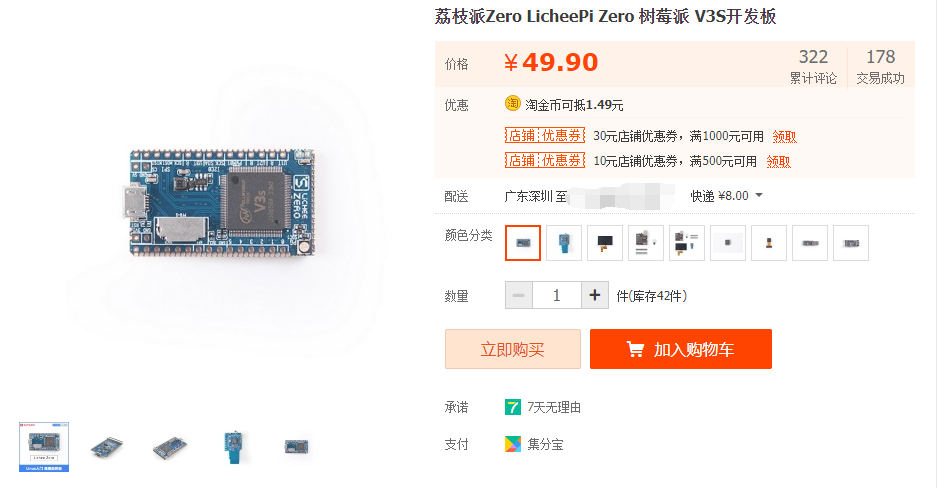 荔枝派Zero LicheePi Zero 树莓派 V3S开发板
价格
¥49.90
322
累计评论
178
交易成功
优惠
淘 淘金币可抵1.49元
店铺 优惠券 30元店铺优惠券，满1000元可用 领取
店铺 优惠券 10元店铺优惠券，满500元可用 领取
配送
广东深圳 至
快递 ¥8.00
颜色分类
数量
− 1 +
件(库存42件)
立即购买
加入购物车
承诺
7 7天无理由
支付
集分宝
V3s
LICHEE
ZERO